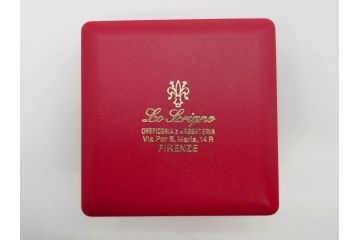 Lo Scrigno
OREFICERIA E ARGENTERIA
Via Por S. Maria, 14 R
FIRENZE